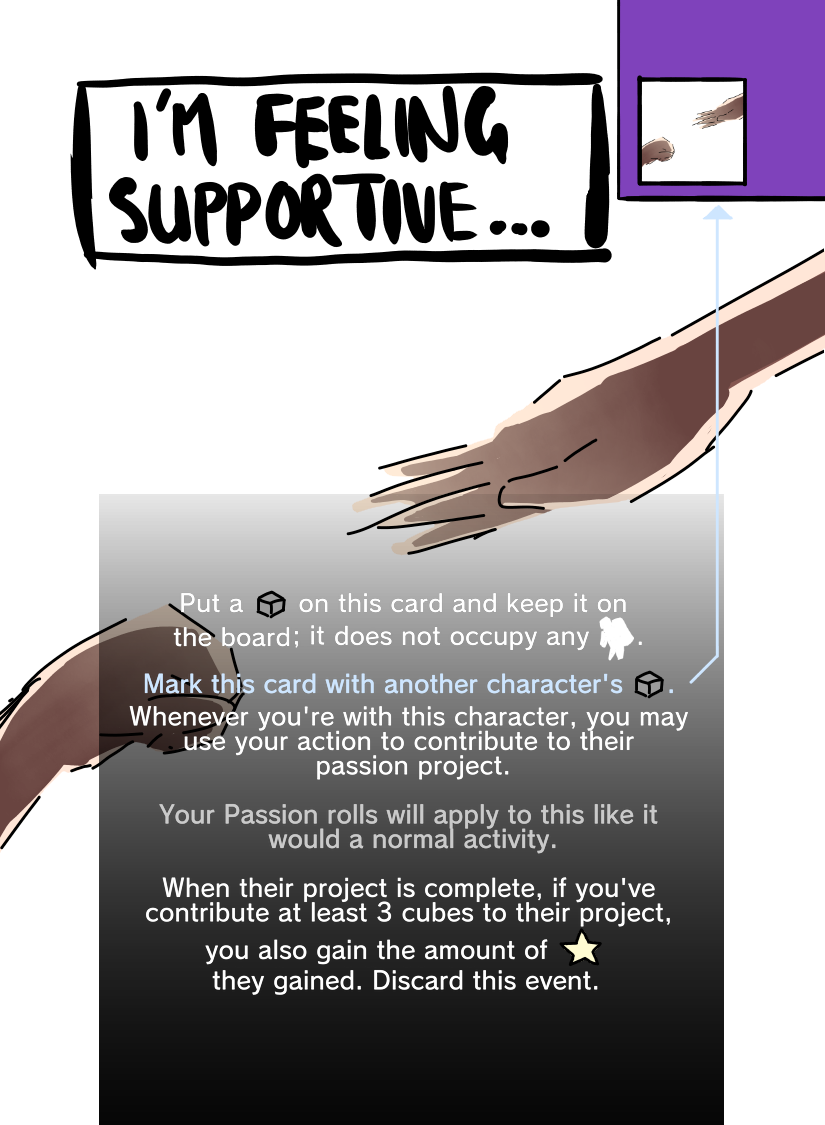 I'M FEELING
SUPPORTIVE...
Put a on this card and keep it on
the board; it does not occupy any .
Mark this card with another character's .
Whenever you're with this character, you may
use your action to contribute to their
passion project.
Your Passion rolls will apply to this like it
would a normal activity.
When their project is complete, if you've
contribute at least 3 cubes to their project,
you also gain the amount of
they gained. Discard this event.